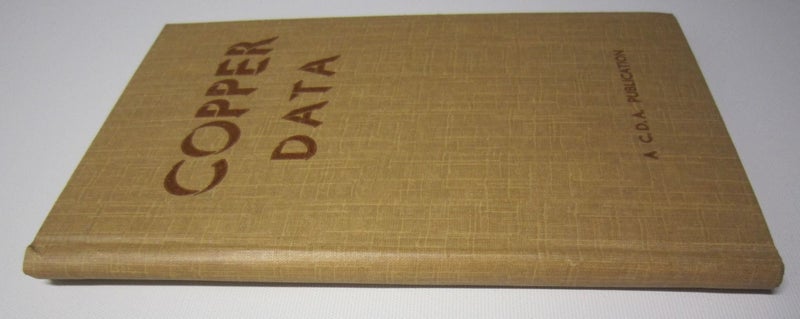 COPPER
DATA
A C.D.A. PUBLICATION